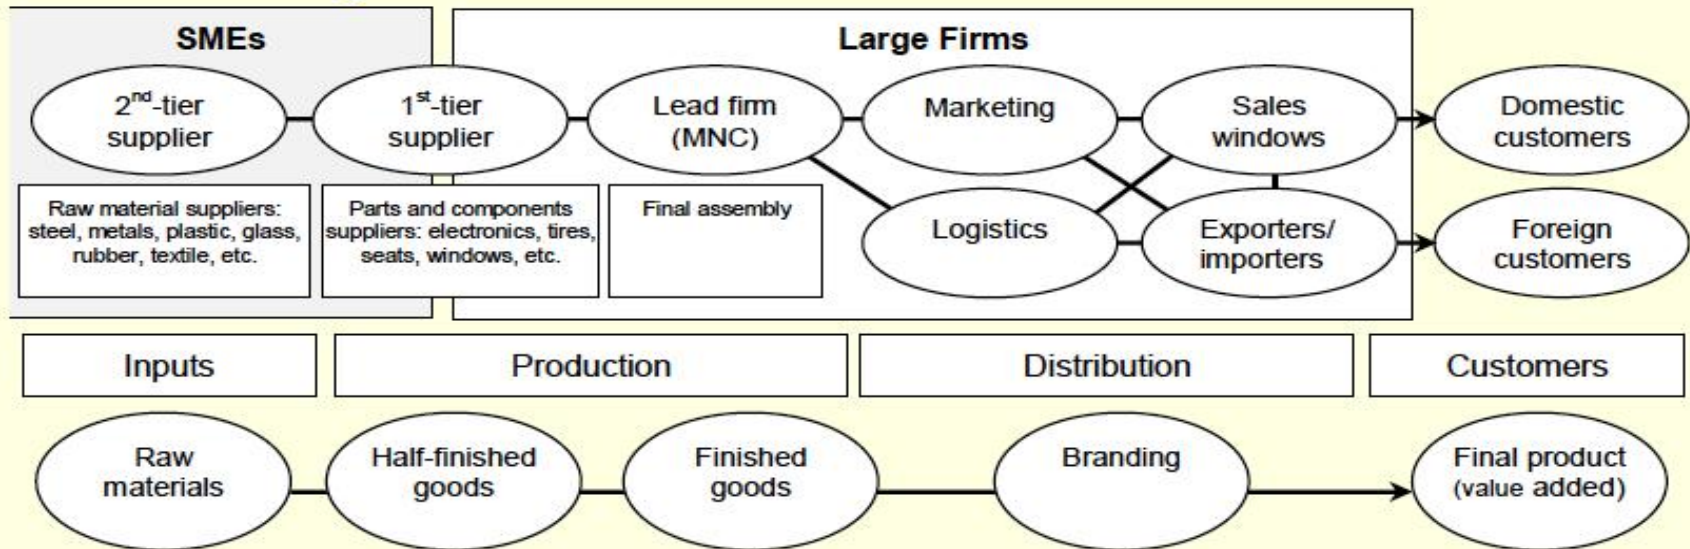 SMEs
Large Firms
2nd-tier
supplier
1st-tier
supplier
Lead firm
(MNC)
Marketing
Sales
windows
Domestic
customers
Raw material suppliers:
steel, metals, plastic, glass,
rubber, textile, etc.
Parts and components
suppliers: electronics, tires,
seats, windows, etc.
Final assembly
Logistics
Exporters/
importers
Foreign
customers
Inputs
Production
Distribution
Customers
Raw
materials
Half-finished
goods
Finished
goods
Branding
Final product
(value added)